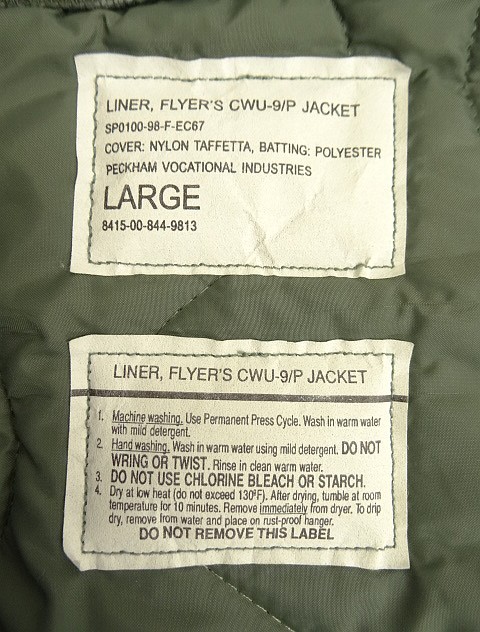 LINER, FLYER'S CWU-9/P JACKET
SP0100-98-F-EC67
COVER: NYLON TAFFETTA, BATTING: POLYESTER
PECKHAM VOCATIONAL INDUSTRIES
LARGE
8415-00-844-9813
LINER, FLYER'S CWU-9/P JACKET
1. Machine washing. Use Permanent Press Cycle. Wash in warm water
with mild detergent.
2. Hand washing. Wash in warm water using mild detergent. DO NOT
WRING OR TWIST. Rinse in clean warm water.
3. DO NOT USE CHLORINE BLEACH OR STARCH.
4. Dry at low heat (do not exceed 130°F). After drying, tumble at room
temperature for 10 minutes. Remove immediately from dryer. To drip
dry, remove from water and place on rust-proof hanger.
DO NOT REMOVE THIS LABEL